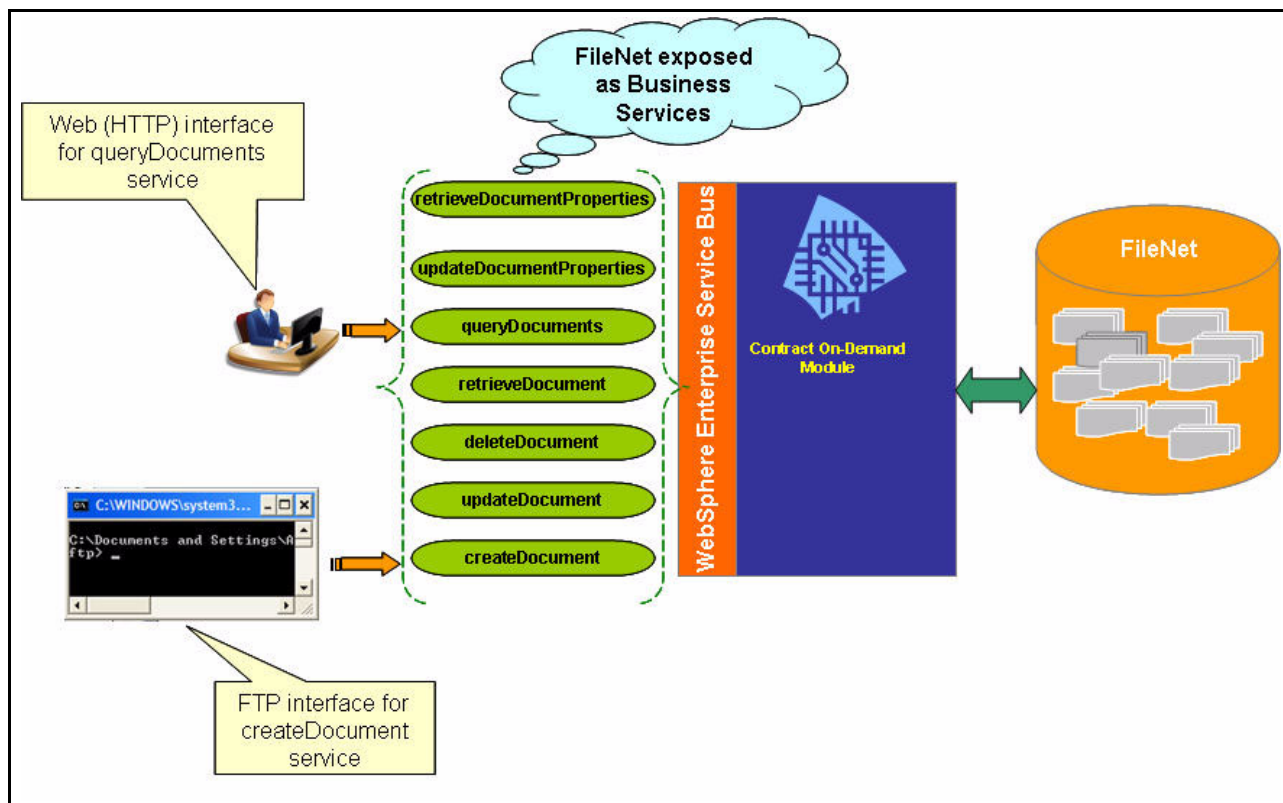 FileNet exposed
as Business
Services
Web (HTTP) interface
for queryDocuments
service
retrieveDocumentProperties
updateDocumentProperties
queryDocuments
retrieveDocument
deleteDocument
updateDocument
createDocument
WebSphere Enterprise Service Bus
Contract On-Demand
Module
FileNet
C:\WINDOWS\system3...
C:\Documents and Settings\A
ftp> _
FTP interface for
createDocument
service